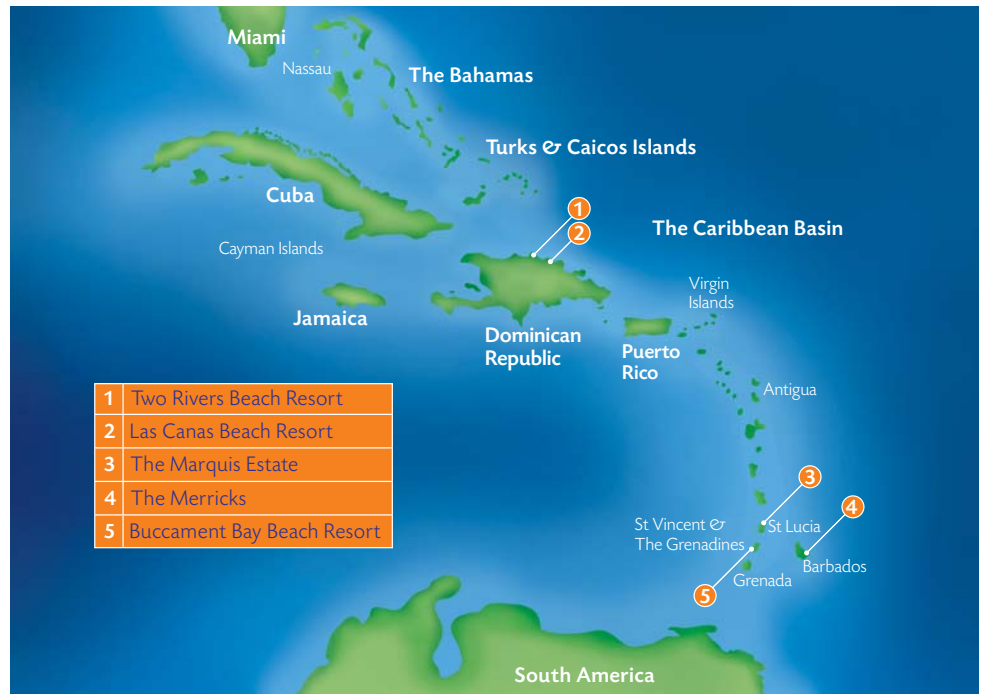 Miami
Nassau
The Bahamas
Turks & Caicos Islands
Cuba
1
2
The Caribbean Basin
Cayman Islands
Virgin
Islands
Jamaica
Dominican
Republic
Puerto
Rico
Antigua
1 Two Rivers Beach Resort
2 Las Canas Beach Resort
3 The Marquis Estate
4 The Merricks
5 Buccament Bay Beach Resort
3
4
St Vincent &
The Grenadines
St Lucia
Barbados
Grenada
5
South America